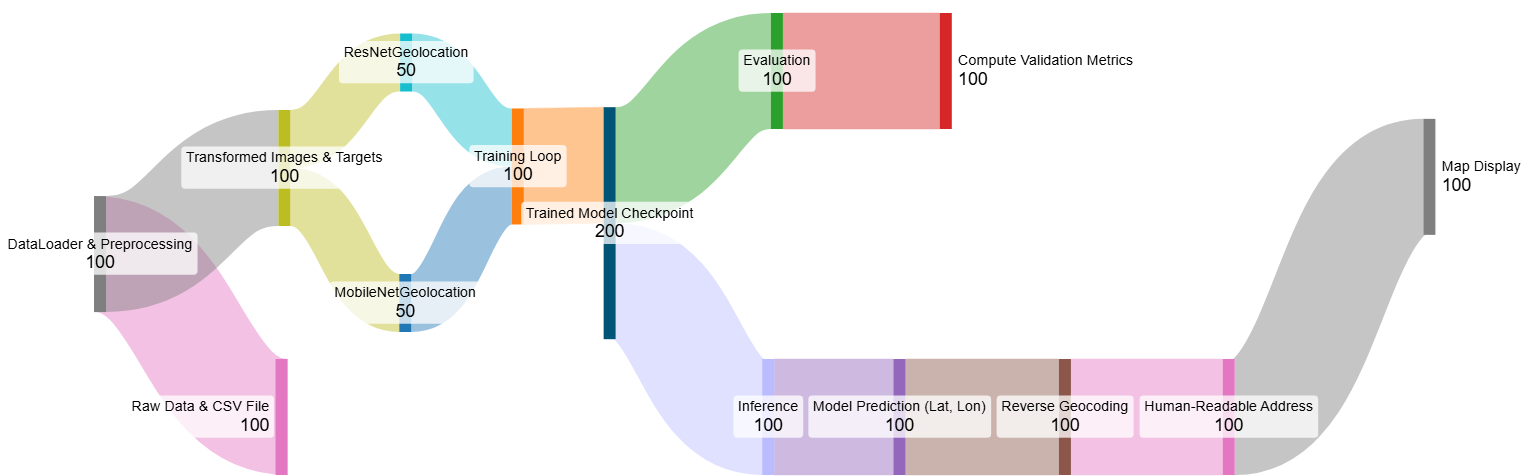 ResNetGeolocation
50
Evaluation
100
Compute Validation Metrics
100
Transformed Images & Targets
100
Training Loop
100
Map Display
100
Trained Model Checkpoint
200
DataLoader & Preprocessing
100
MobileNetGeolocation
50
Raw Data & CSV File
100
Inference
100
Model Prediction (Lat, Lon)
100
Reverse Geocoding
100
Human-Readable Address
100